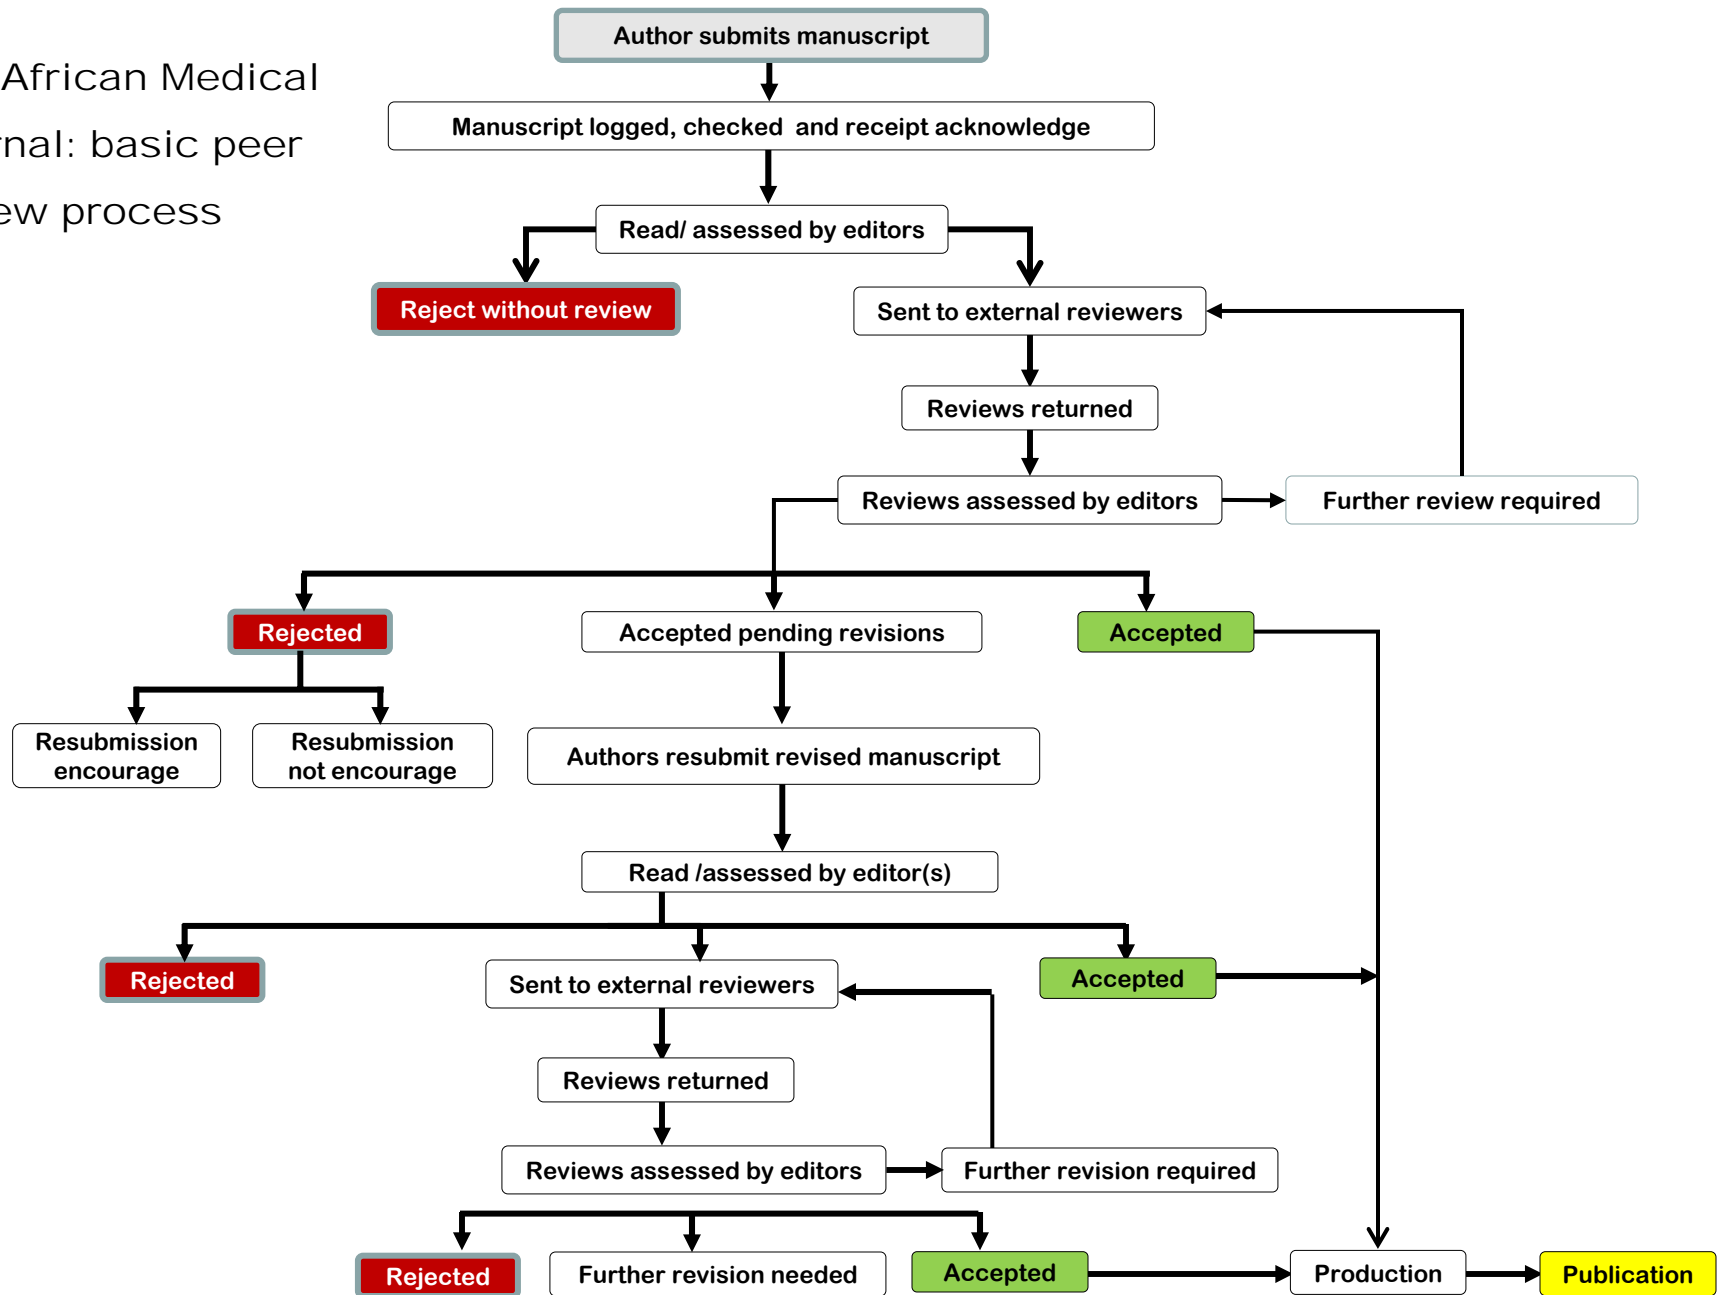 Author submits manuscript
African Medical
rnal: basic peer
ew process
Manuscript logged, checked and receipt acknowledge
Read/ assessed by editors
Reject without review
Sent to external reviewers
Reviews returned
Reviews assessed by editors
Further review required
Rejected
Accepted pending revisions
Accepted
Resubmission
encourage
Resubmission
not encourage
Authors resubmit revised manuscript
Read /assessed by editor(s)
Rejected
Sent to external reviewers
Accepted
Reviews returned
Reviews assessed by editors
Further revision required
Rejected
Further revision needed
Accepted
Production
Publication